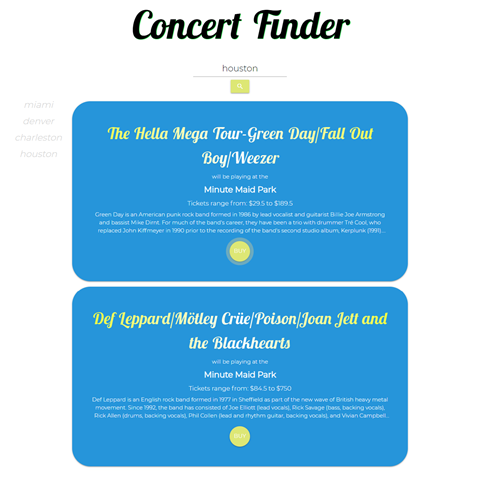 Concert Finder
houston
miami
denver
charleston
houston
The Hella Mega Tour-Green Day/Fall Out
Boy/Weezer
will be playing at the
Minute Maid Park
Tickets range from: $29.5 to $189.5
Green Day is an American punk rock band formed in 1986 by lead vocalist and guitarist Billie Joe Armstrong
and bassist Mike Dirnt. For much of the band's career, they have been a trio with drummer Tré Cool, who
replaced John Kiffmeyer in 1990 prior to the recording of the band's second studio album, Kerplunk (1991)...
BUY
Def Leppard/Mötley Crüe/Poison/Joan Jett and
the Blackhearts
will be playing at the
Minute Maid Park
Tickets range from: $84.5 to $750
Def Leppard is an English rock band formed in 1977 in Sheffield as part of the new wave of British heavy metal
movement. Since 1992, the band has consisted of Joe Elliott (lead vocals), Rick Savage (bass, backing vocals),
Rick Allen (drums, backing vocals), Phil Collen (lead and rhythm guitar, backing vocals), and Vivian Campbell...
BUY